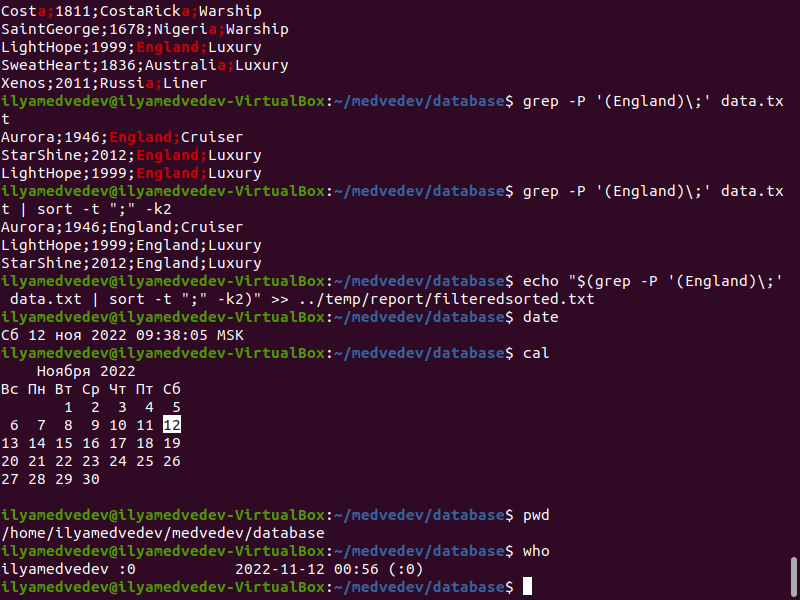 Costa;1811;CostaRicka;Warship
SaintGeorge;1678;Nigeria;Warship
LightHope;1999;England;Luxury
SweatHeart;1836;Australia;Luxury
Xenos;2011;Russia;Liner
ilyamedvedev@ilyamedvedev-VirtualBox:~/medvedev/database$ grep -P '(England)\;' data.tx
t
Aurora;1946;England;Cruiser
StarShine;2012;England;Luxury
LightHope;1999;England;Luxury
ilyamedvedev@ilyamedvedev-VirtualBox:~/medvedev/database$ grep -P '(England)\;' data.tx
t | sort -t ";" -k2
Aurora;1946;England;Cruiser
LightHope;1999;England;Luxury
StarShine;2012;England;Luxury
ilyamedvedev@ilyamedvedev-VirtualBox:~/medvedev/database$ echo "$(grep -P '(England)\;'
 data.txt | sort -t ";" -k2)" >> ../temp/report/filteredsorted.txt
ilyamedvedev@ilyamedvedev-VirtualBox:~/medvedev/database$ date
Сб 12 ноя 2022 09:38:05 MSK
ilyamedvedev@ilyamedvedev-VirtualBox:~/medvedev/database$ cal
    Ноября 2022
Вс Пн Вт Ср Чт Пт Сб
       1  2  3  4  5
 6  7  8  9 10 11 12
13 14 15 16 17 18 19
20 21 22 23 24 25 26
27 28 29 30
ilyamedvedev@ilyamedvedev-VirtualBox:~/medvedev/database$ pwd
/home/ilyamedvedev/medvedev/database
ilyamedvedev@ilyamedvedev-VirtualBox:~/medvedev/database$ who
ilyamedvedev :0           2022-11-12 00:56 (:0)
ilyamedvedev@ilyamedvedev-VirtualBox:~/medvedev/database$